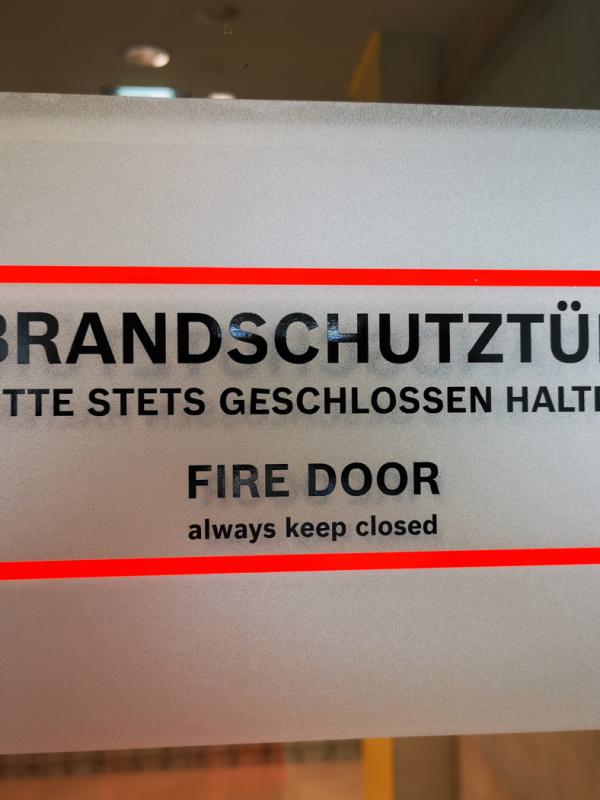 BRANDSCHUTZTÜ
TTE STETS GESCHLOSSEN HALT
FIRE DOOR
always keep closed